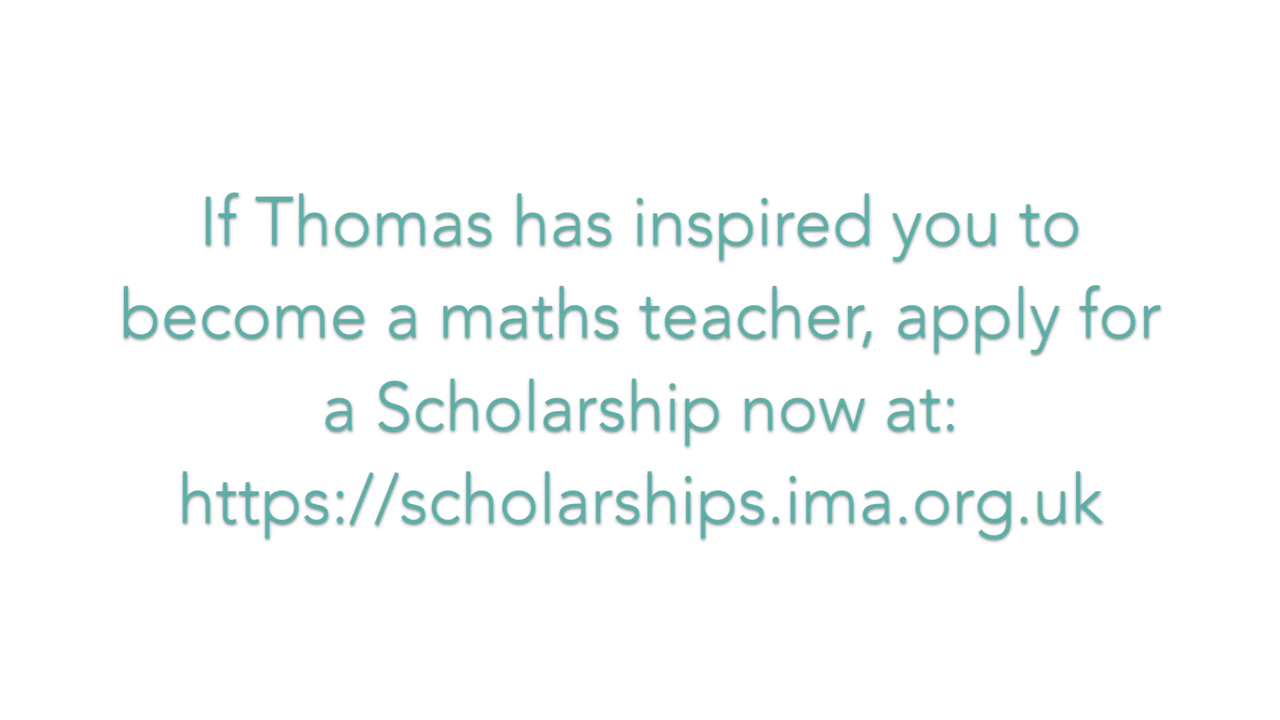 If Thomas has inspired you to
become a maths teacher, apply for
a Scholarship now at:
https://scholarships.ima.org.uk